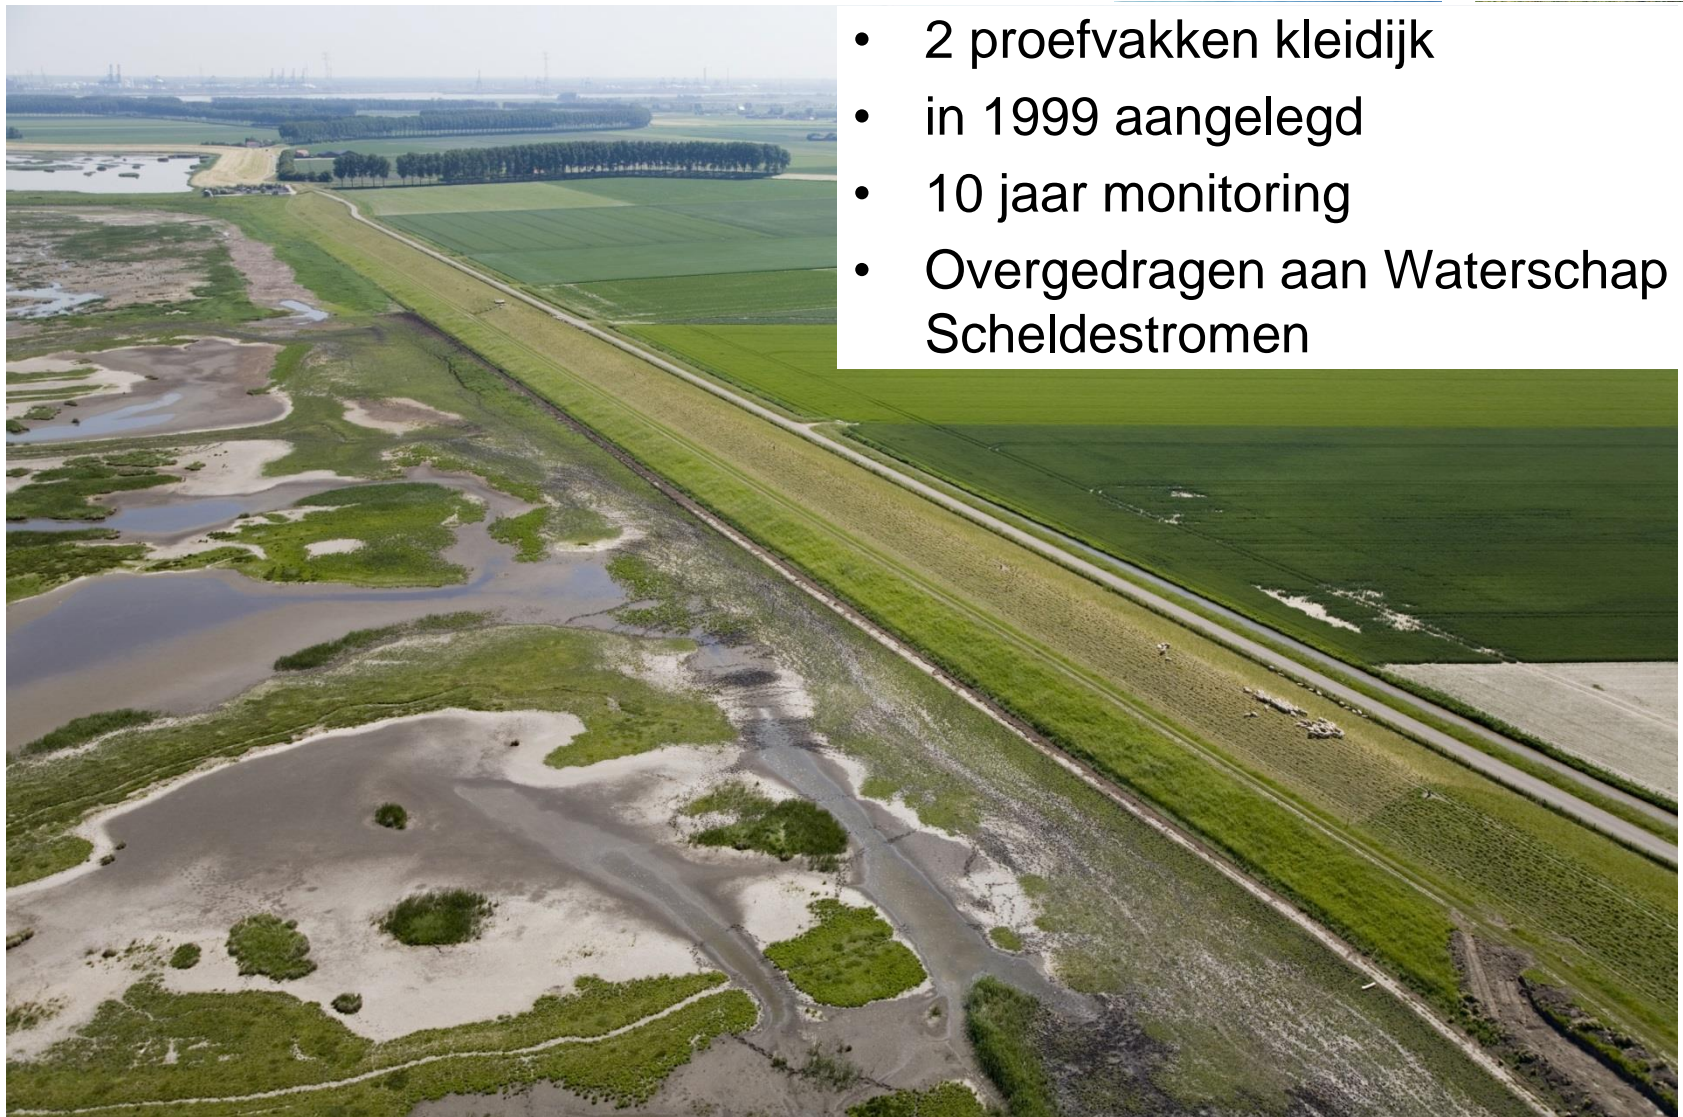 • 2 proefvakken kleidijk
• in 1999 aangelegd
• 10 jaar monitoring
• Overgedragen aan Waterschap
Scheldestromen